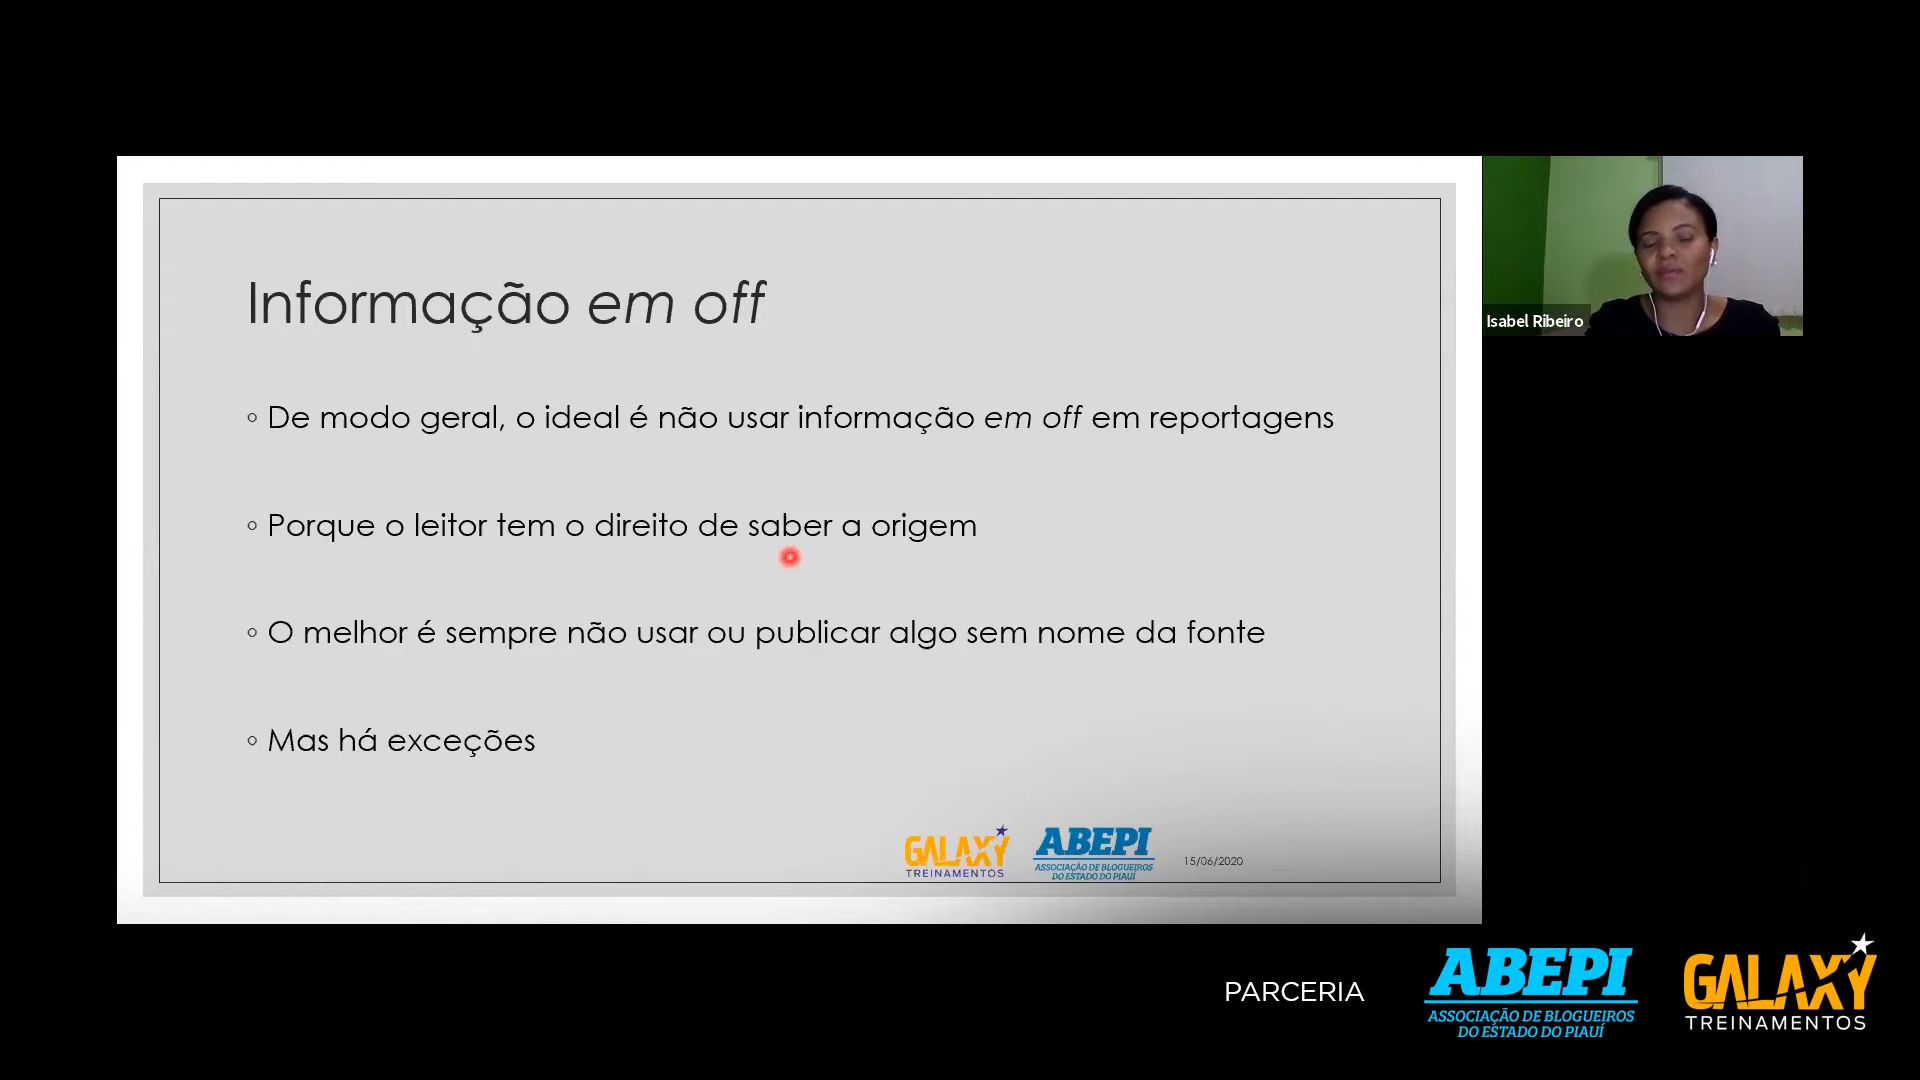 Informação em off
◦ De modo geral, o ideal é não usar informação em off em reportagens
◦ Porque o leitor tem o direito de saber a origem
◦ O melhor é sempre não usar ou publicar algo sem nome da fonte
◦ Mas há exceções
GALAXY
TREINAMENTOS
ABEPI
ASSOCIAÇÃO DE BLOGUEIROS
DO ESTADO DO PIAUÍ
15/06/2020
Isabel Ribeiro
PARCERIA
ABEPI
ASSOCIAÇÃO DE BLOGUEIROS
DO ESTADO DO PIAUÍ
GALAXY
TREINAMENTOS